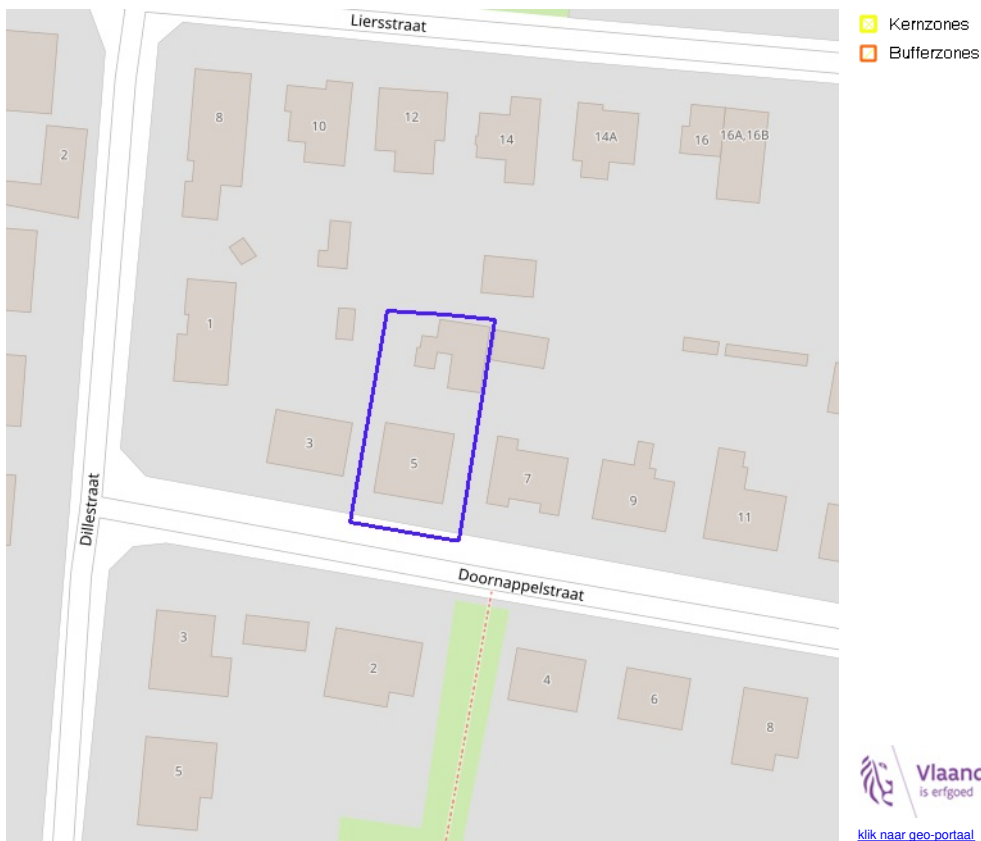 Liersstraat
Kernzones
Bufferzones
8
10
12
14
14A
16
16A,16B
2
1
3
5
7
9
11
Dillestraat
Doornappelstraat
3
2
4
6
8
5
Vlaand
is erfgoed
klik naar geo-portaal